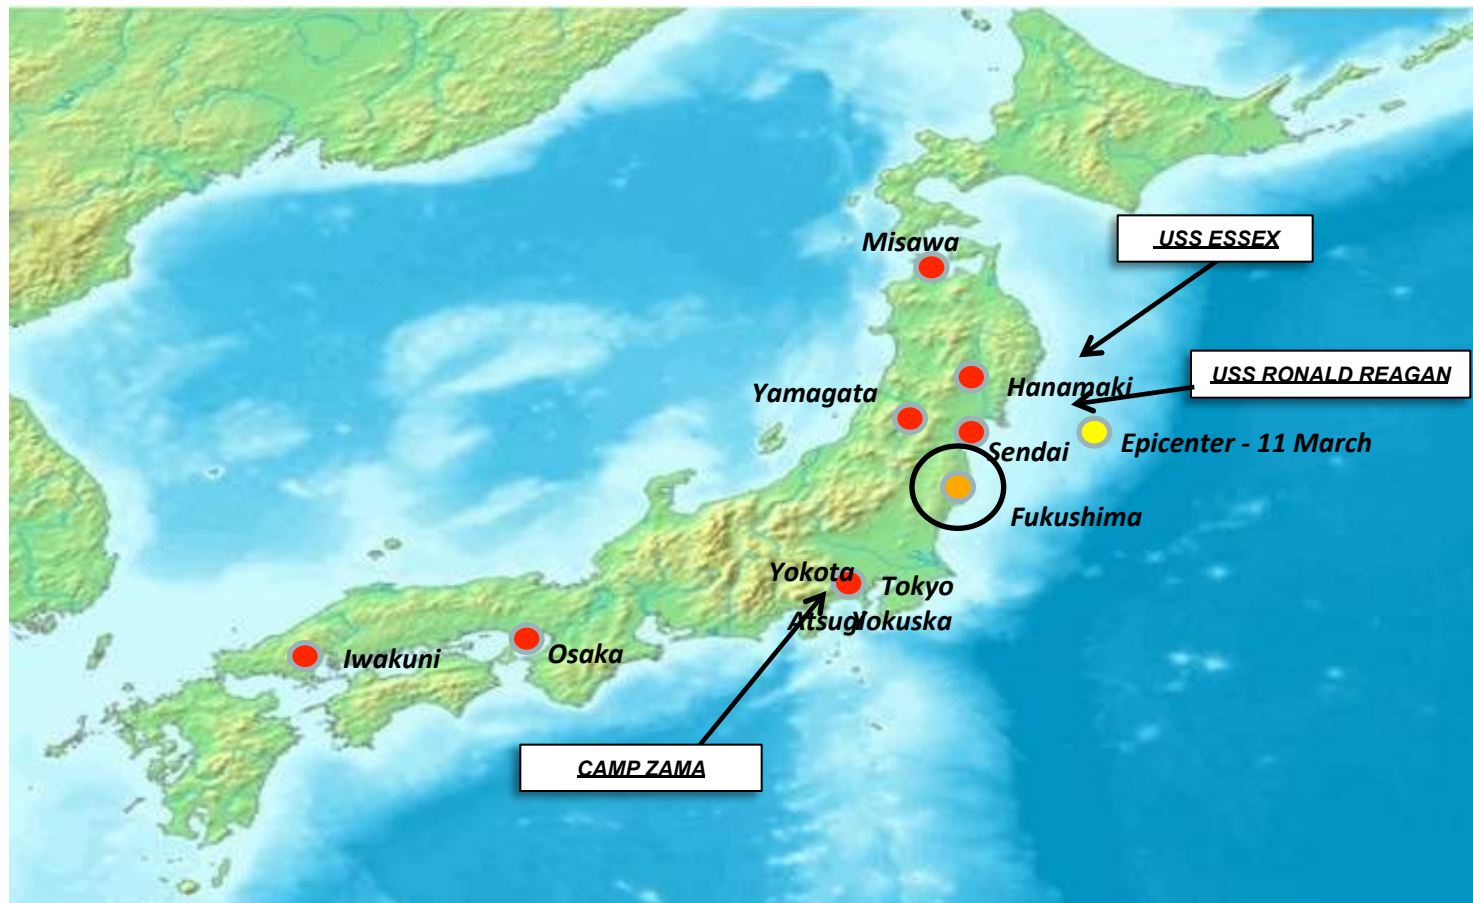 USS ESSEX
Misawa
USS RONALD REAGAN
Hanamaki
Yamagata
Epicenter - 11 March
Sendai
Fukushima
Yokota
Tokyo
Atsugi
Yokuska
Iwakuni
Osaka
CAMP ZAMA